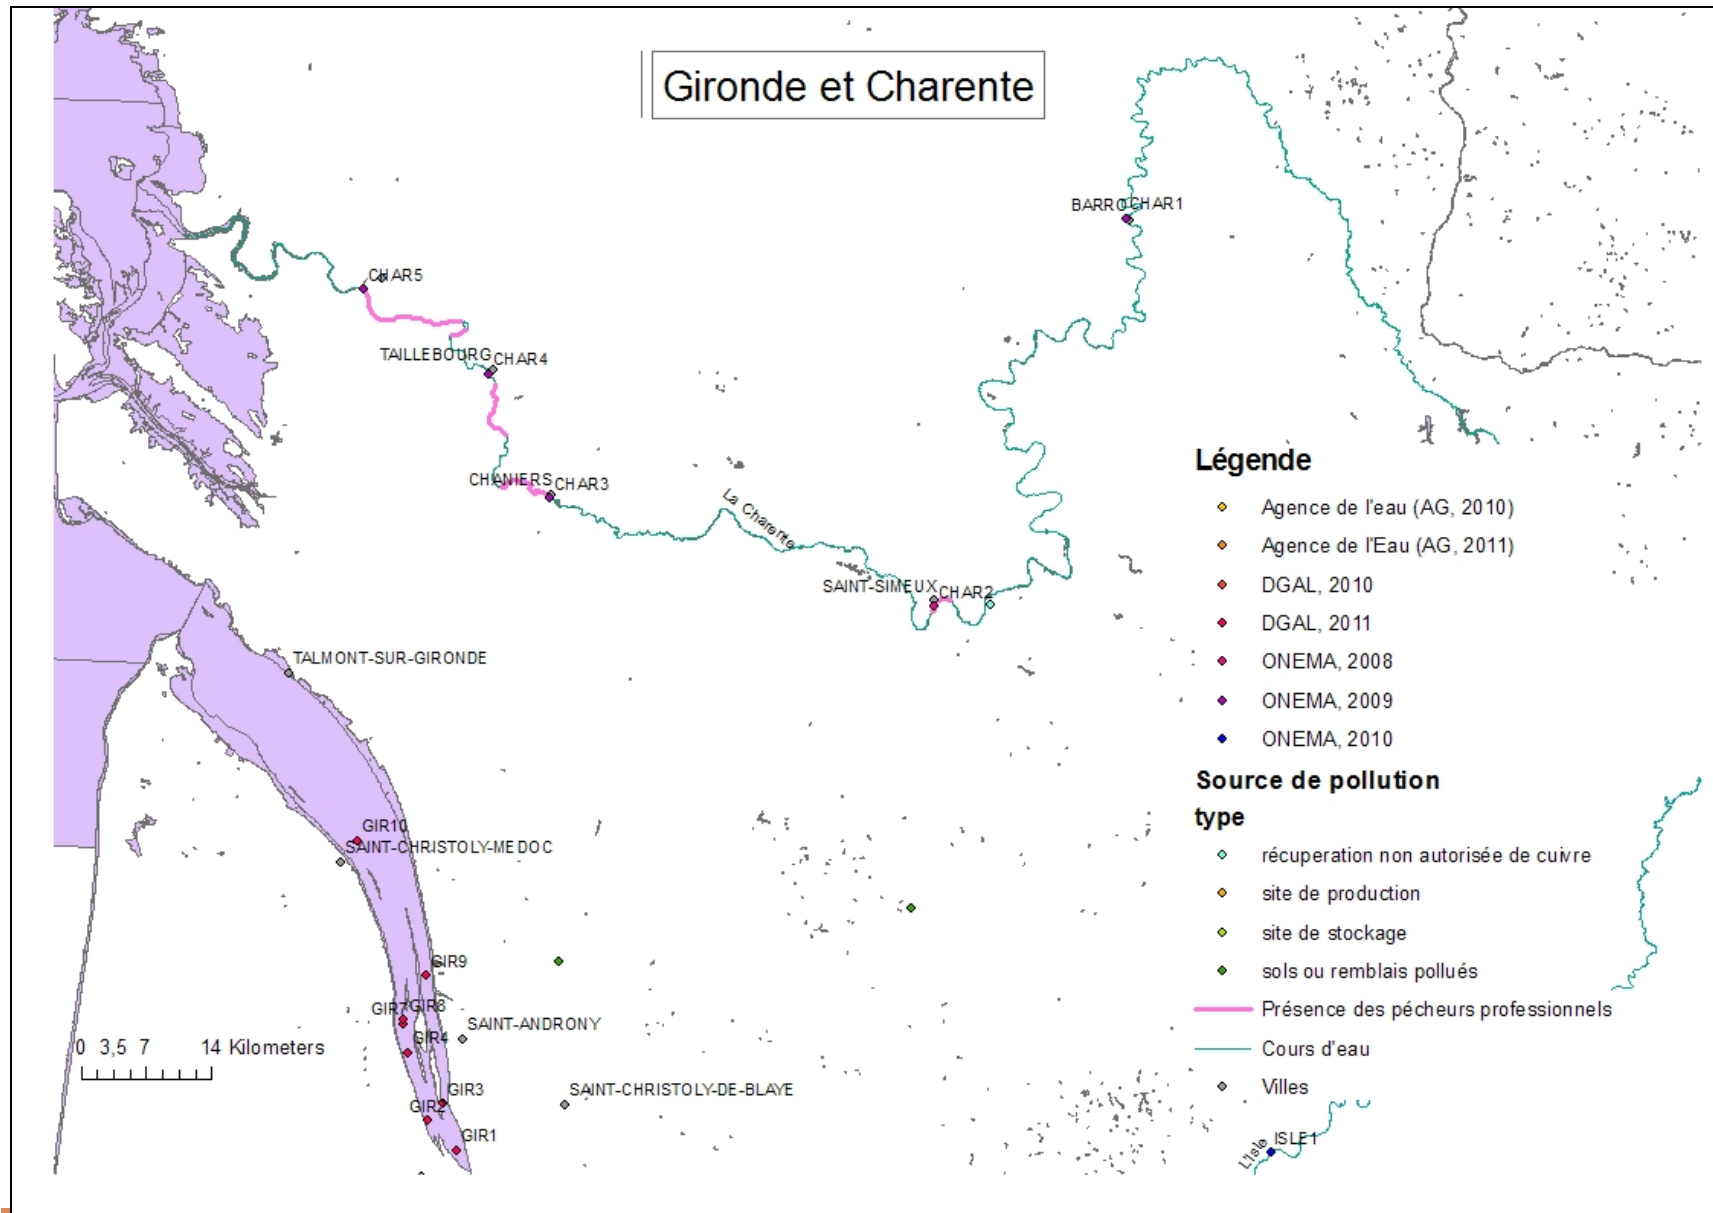 Gironde et Charente
BARRO CHAR1
CHAR5
TAILLEBOURG CHAR4
CHANIERS CHAR3
La Charente
SAINT-SIMEUX CHAR2
TALMONT-SUR-GIRONDE
GIR10
SAINT-CHRISTOLY-MEDOC
GIR9
GIR7 GIR8
SAINT-ANDRONY
GIR4
0 3,5 7 14 Kilometers
GIR3
SAINT-CHRISTOLY-DE-BLAYE
GIR2
GIR1
Légende
Agence de l'eau (AG, 2010)
Agence de l'Eau (AG, 2011)
DGAL, 2010
DGAL, 2011
ONEMA, 2008
ONEMA, 2009
ONEMA, 2010
Source de pollution
type
récuperation non autorisée de cuivre
site de production
site de stockage
sols ou remblais pollués
Présence des pécheurs professionnels
Cours d'eau
Villes
L'Isle
ISLE1